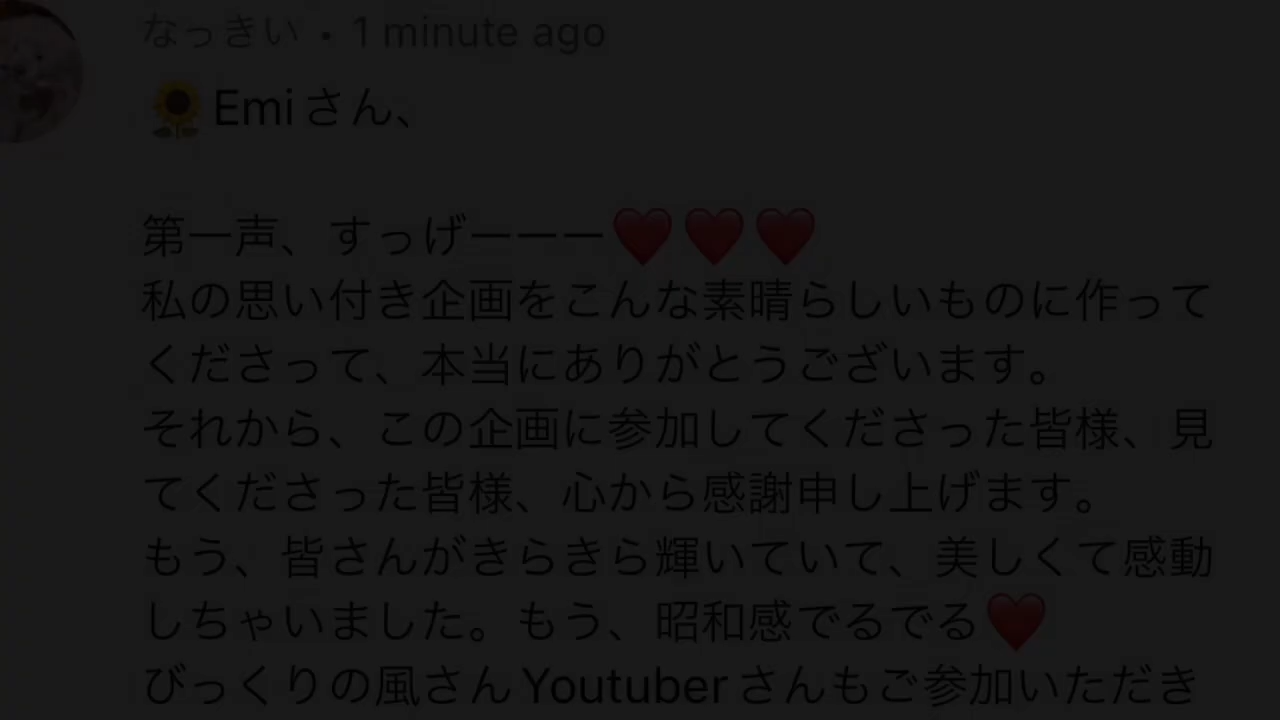 なっきい • 1 minute ago
🌻Emiさん、
第一声、すっげーーー❤️❤️❤️
私の思い付き企画をこんな素晴らしいものに作って
くださって、本当にありがとうございます。
それから、この企画に参加してくださった皆様、見
てくださった皆様、心から感謝申し上げます。
もう、皆さんがきらきら輝いていて、美しくて感動
しちゃいました。もう、昭和感でるでる❤️
びっくりの風さんYoutuberさんもご参加いただき